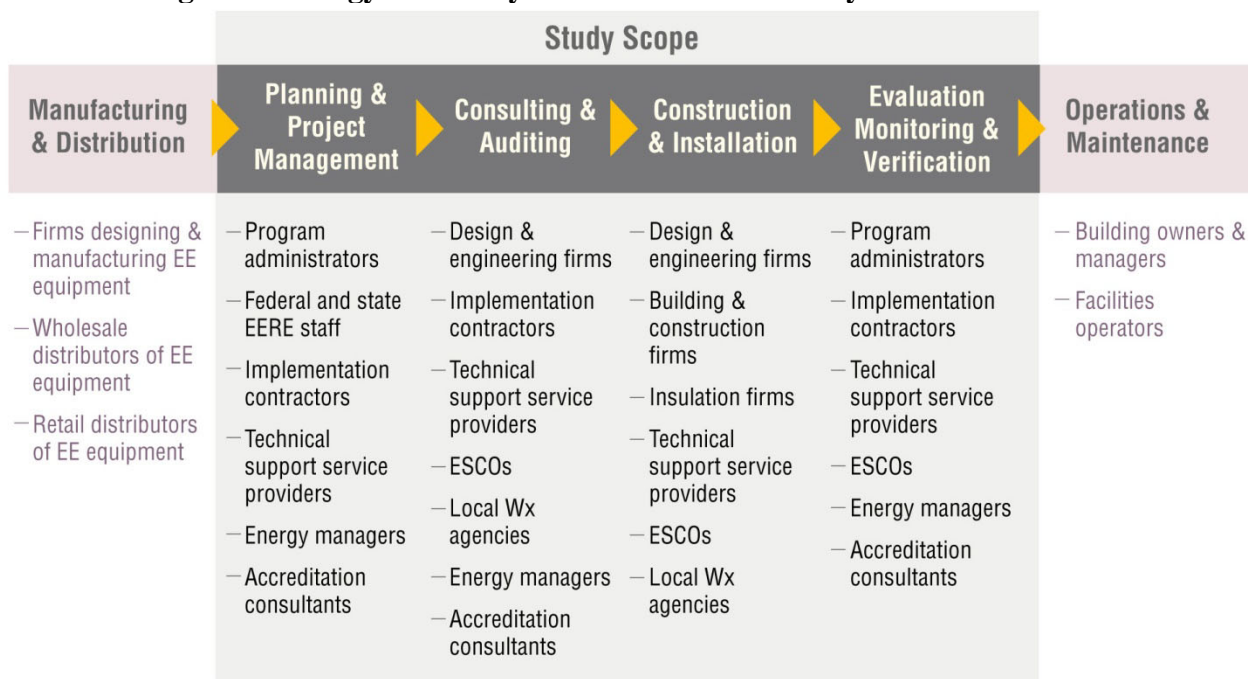 Study Scope
Manufacturing
& Distribution
Planning &
Project
Management
Consulting &
Auditing
Construction
& Installation
Evaluation
Monitoring &
Verification
Operations &
Maintenance
– Firms designing &
manufacturing EE
equipment
– Wholesale
distributors of EE
equipment
– Retail distributors
of EE equipment
– Program
administrators
– Federal and state
EERE staff
– Implementation
contractors
– Technical
support service
providers
– Energy managers
– Accreditation
consultants
– Design &
engineering firms
– Implementation
contractors
– Technical
support service
providers
– ESCOs
– Local Wx
agencies
– Energy managers
– Accreditation
consultants
– Design &
engineering firms
– Building &
construction
firms
– Insulation firms
– Technical
support service
providers
– ESCOs
– Local Wx
agencies
– Program
administrators
– Implementation
contractors
– Technical
support service
providers
– ESCOs
– Energy managers
– Accreditation
consultants
– Building owners &
managers
– Facilities
operators